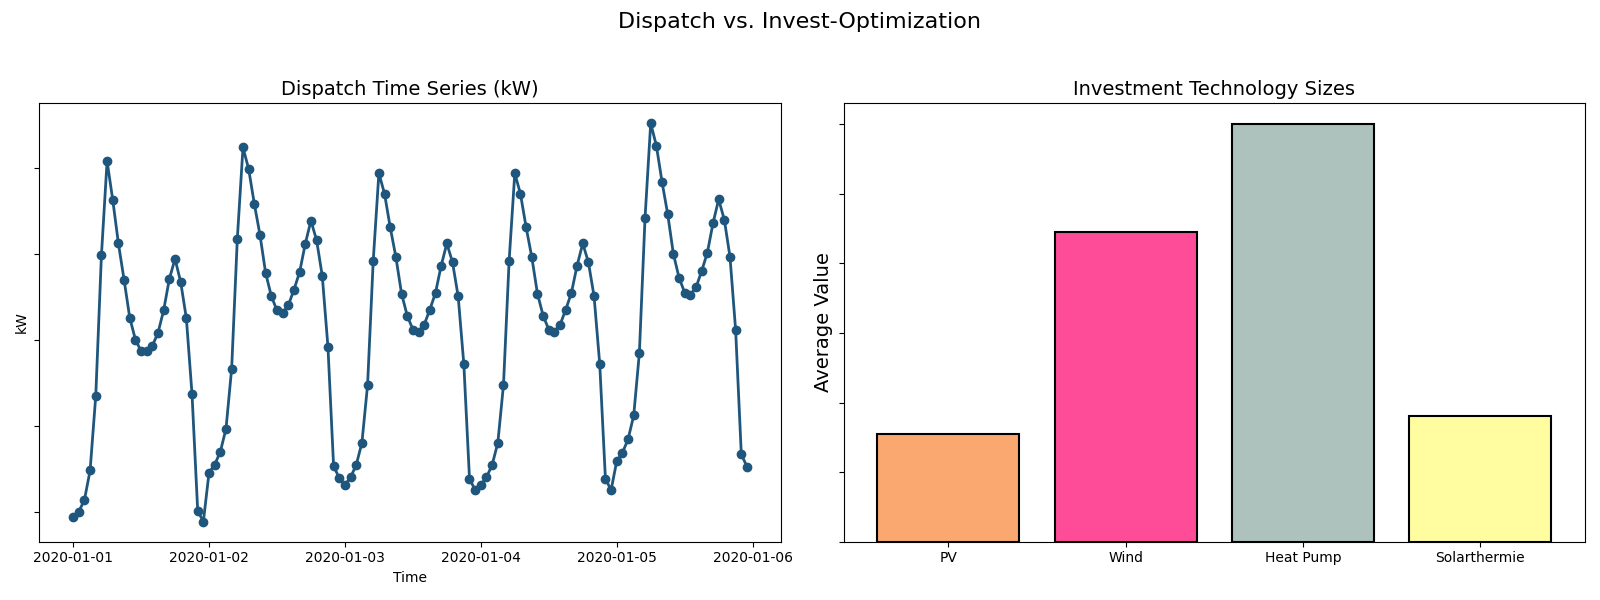 Dispatch vs. Invest-Optimization
Dispatch Time Series (kW)
kW
2020-01-01 2020-01-02 2020-01-03 2020-01-04 2020-01-05 2020-01-06
Time
Investment Technology Sizes
Average Value
PV Wind Heat Pump Solarthermie